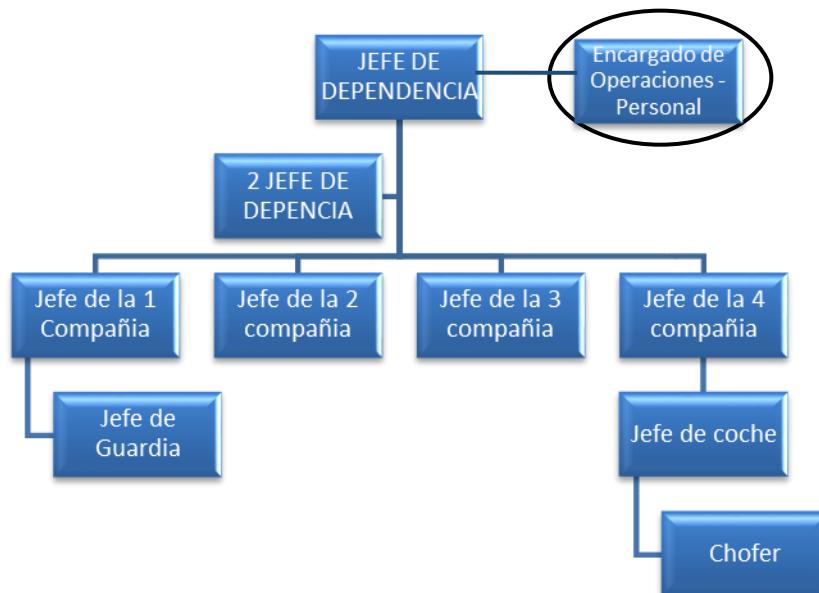 JEFE DE
DEPENDENCIA
Encargado de
Operaciones -
Personal
2 JEFE DE
DEPENCIA
Jefe de la 1
Compañia
Jefe de la 2
compañia
Jefe de la 3
compañia
Jefe de la 4
compañia
Jefe de
Guardia
Jefe de coche
Chofer